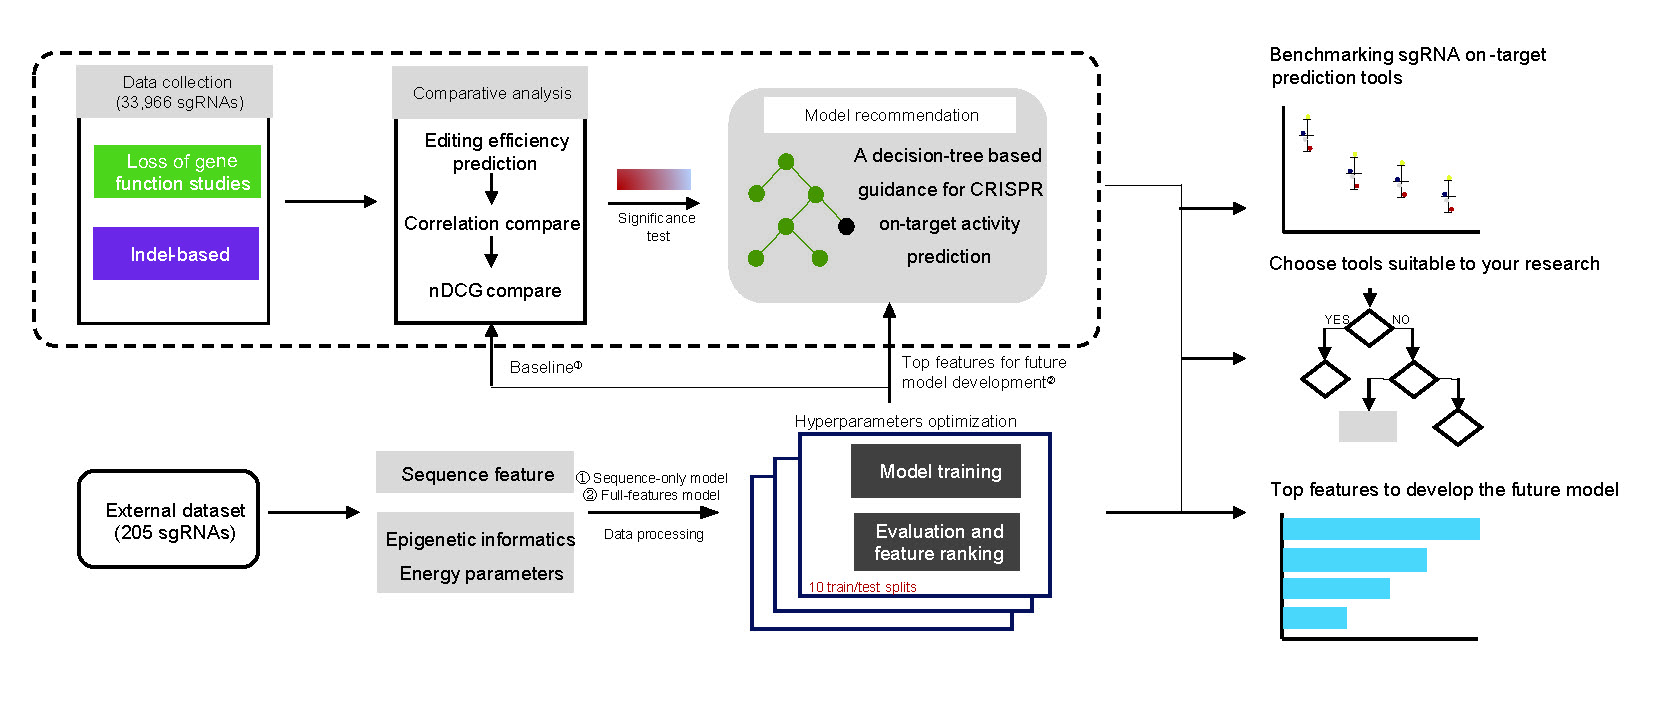 Data collection
(33,966 sgRNAs)
Loss of gene
function studies
Indel-based
Comparative analysis
Editing efficiency
prediction
Correlation compare
nDCG compare
Significance
test
Model recommendation
A decision-tree based
guidance for CRISPR
on-target activity
prediction
Baseline①
Top features for future
model development②
External dataset
(205 sgRNAs)
Sequence feature
Epigenetic informatics
Energy parameters
① Sequence-only model
② Full-features model
Data processing
Hyperparameters optimization
Model training
Evaluation and
feature ranking
10 train/test splits
Benchmarking sgRNA on-target
prediction tools
Choose tools suitable to your research
YES
NO
Top features to develop the future model